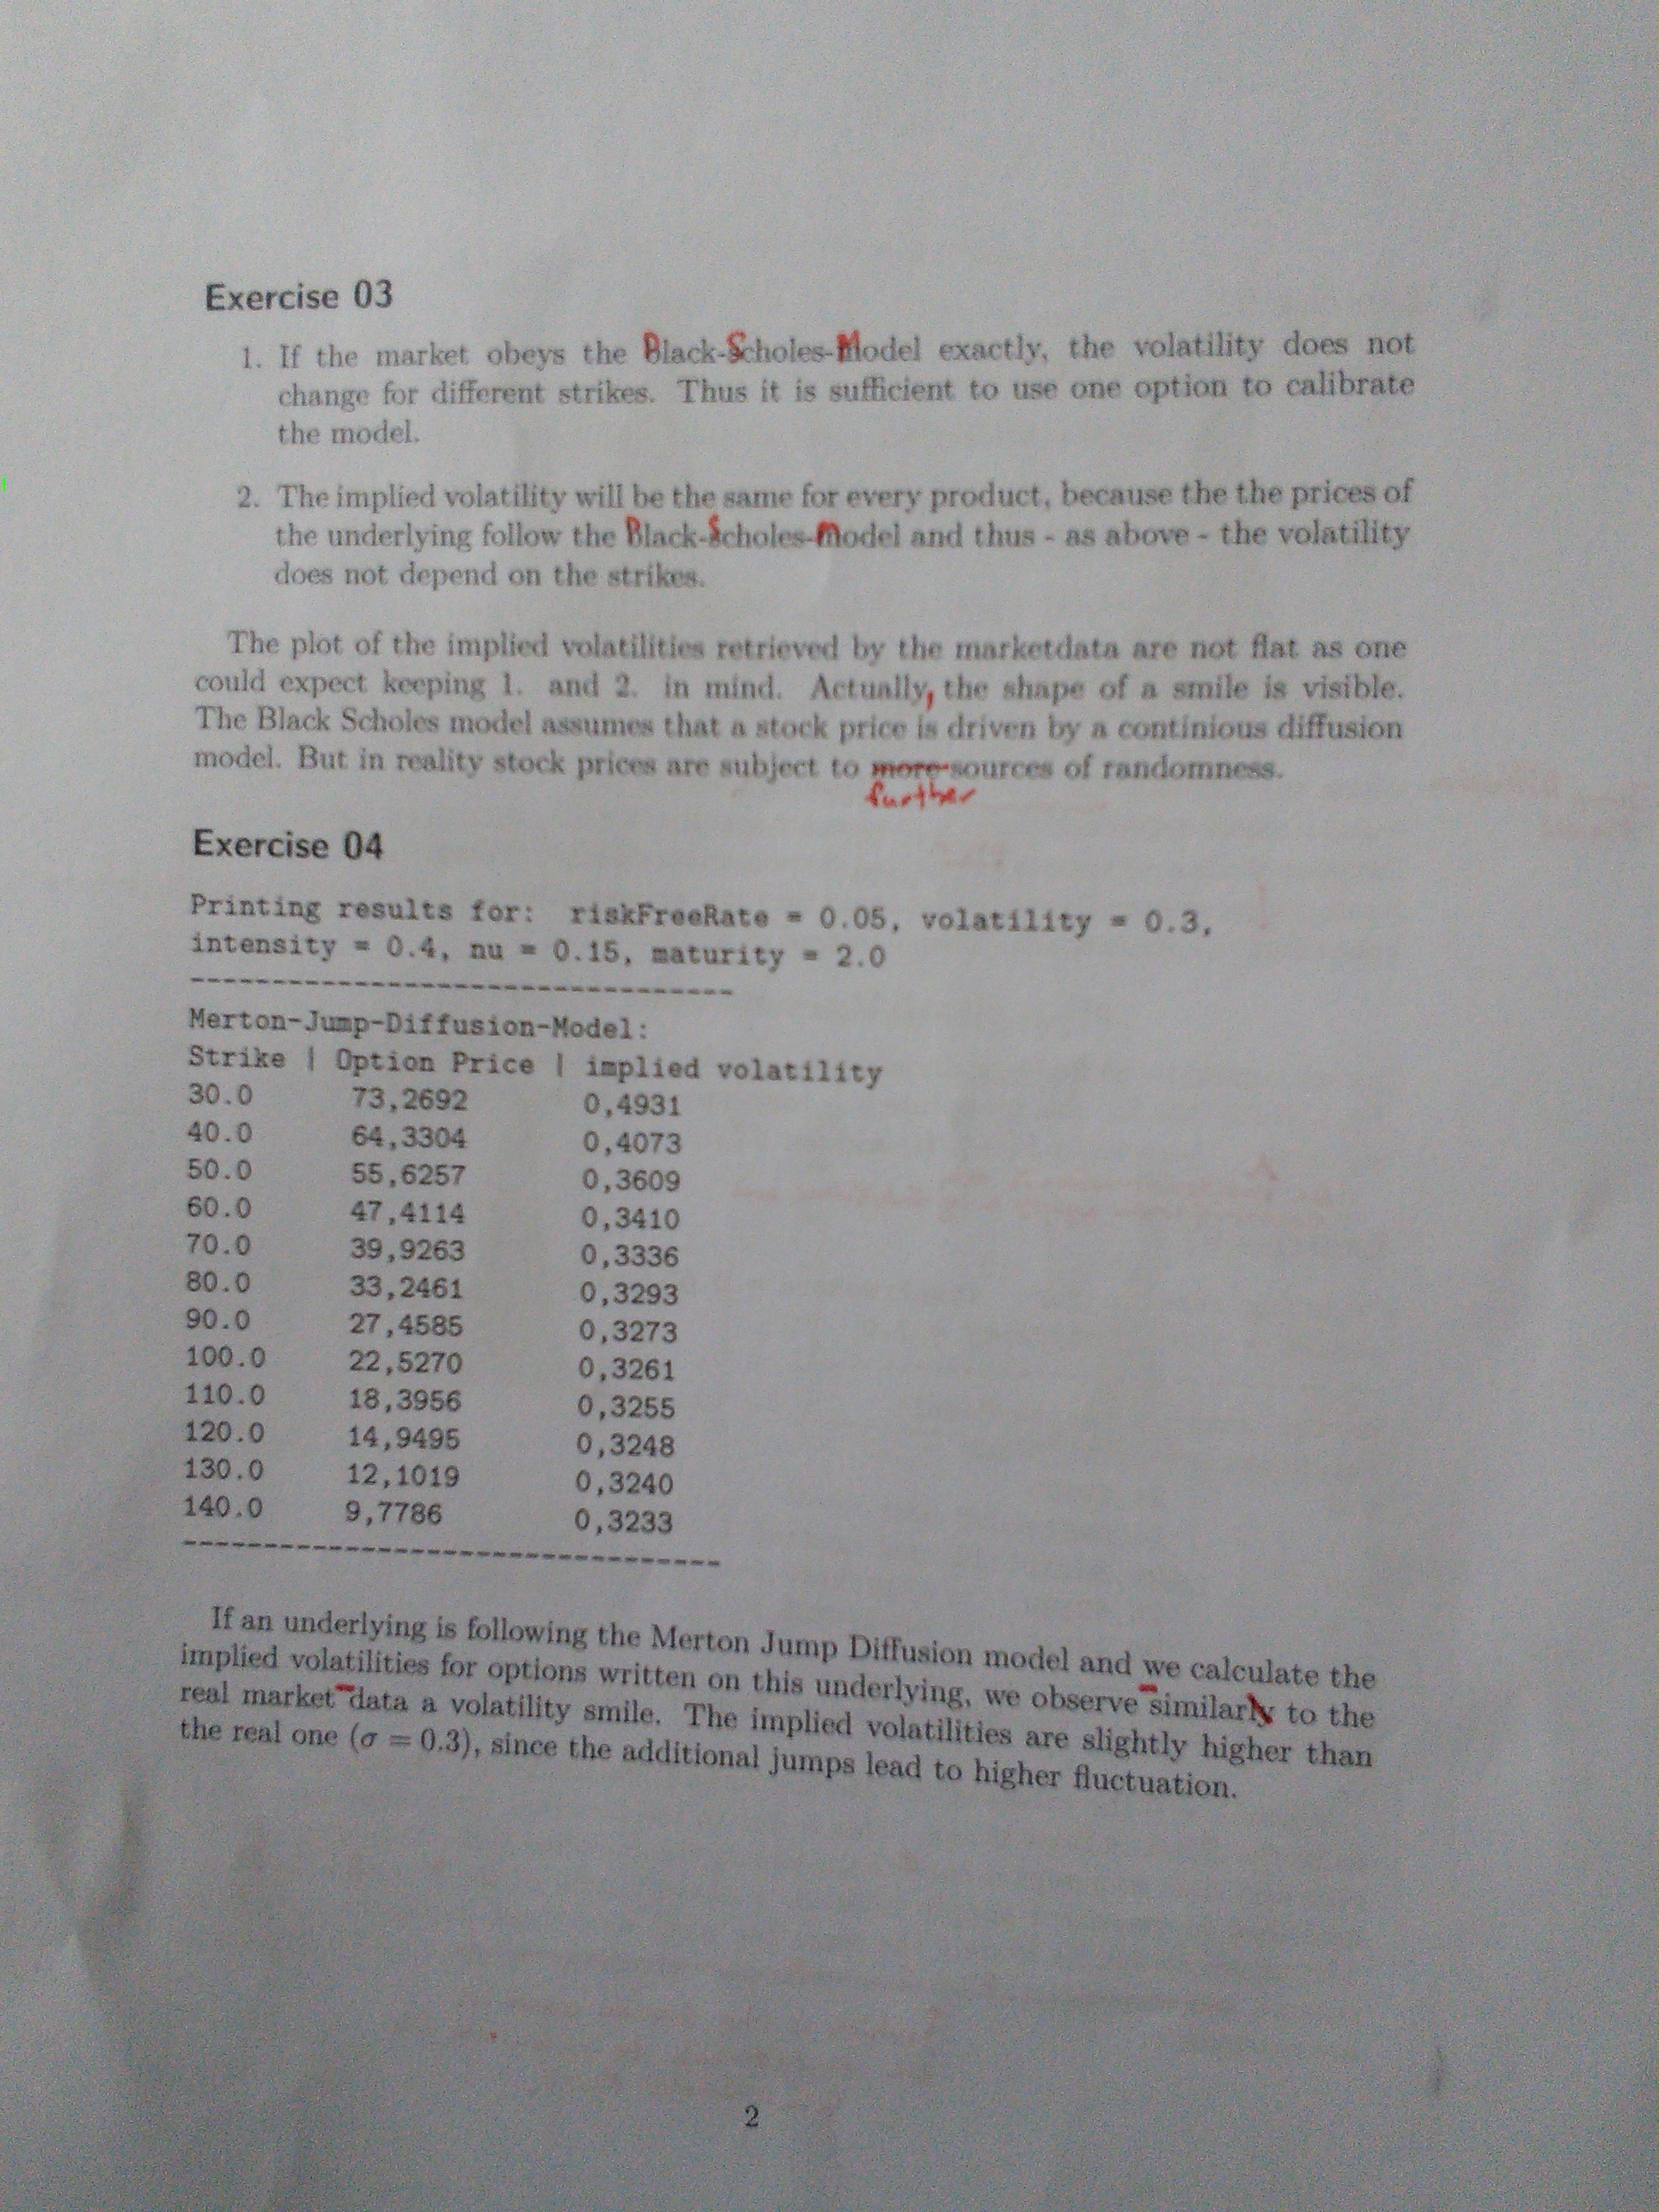 Exercise 03
1. If the market obeys the Black-Scholes-Model exactly, the volatility does not
change for different strikes. Thus it is sufficient to use one option to calibrate
the model.
2. The implied volatility will be the same for every product, because the the prices of
the underlying follow the Black-Scholes-Model and thus - as above - the volatility
does not depend on the strikes.
The plot of the implied volatilities retrieved by the marketdata are not flat as one
could expect keeping 1. and 2. in mind. Actually, the shape of a smile is visible.
The Black Scholes model assumes that a stock price is driven by a continious diffusion
model. But in reality stock prices are subject to more sources of randomness.
further
Exercise 04
Printing results for: riskFreeRate = 0.05, volatility = 0.3,
intensity = 0.4, nu = 0.15, maturity = 2.0
--------------------------------
Merton-Jump-Diffusion-Model:
Strike | Option Price | implied volatility
30.0 73,2692 0,4931
40.0 64,3304 0,4073
50.0 55,6257 0,3609
60.0 47,4114 0,3410
70.0 39,9263 0,3336
80.0 33,2461 0,3293
90.0 27,4585 0,3273
100.0 22,5270 0,3261
110.0 18,3956 0,3255
120.0 14,9495 0,3248
130.0 12,1019 0,3240
140.0 9,7786 0,3233
--------------------------------
If an underlying is following the Merton Jump Diffusion model and we calculate the
implied volatilities for options written on this underlying, we observe similarly to the
real market data a volatility smile. The implied volatilities are slightly higher than
the real one (σ = 0.3), since the additional jumps lead to higher fluctuation.
2